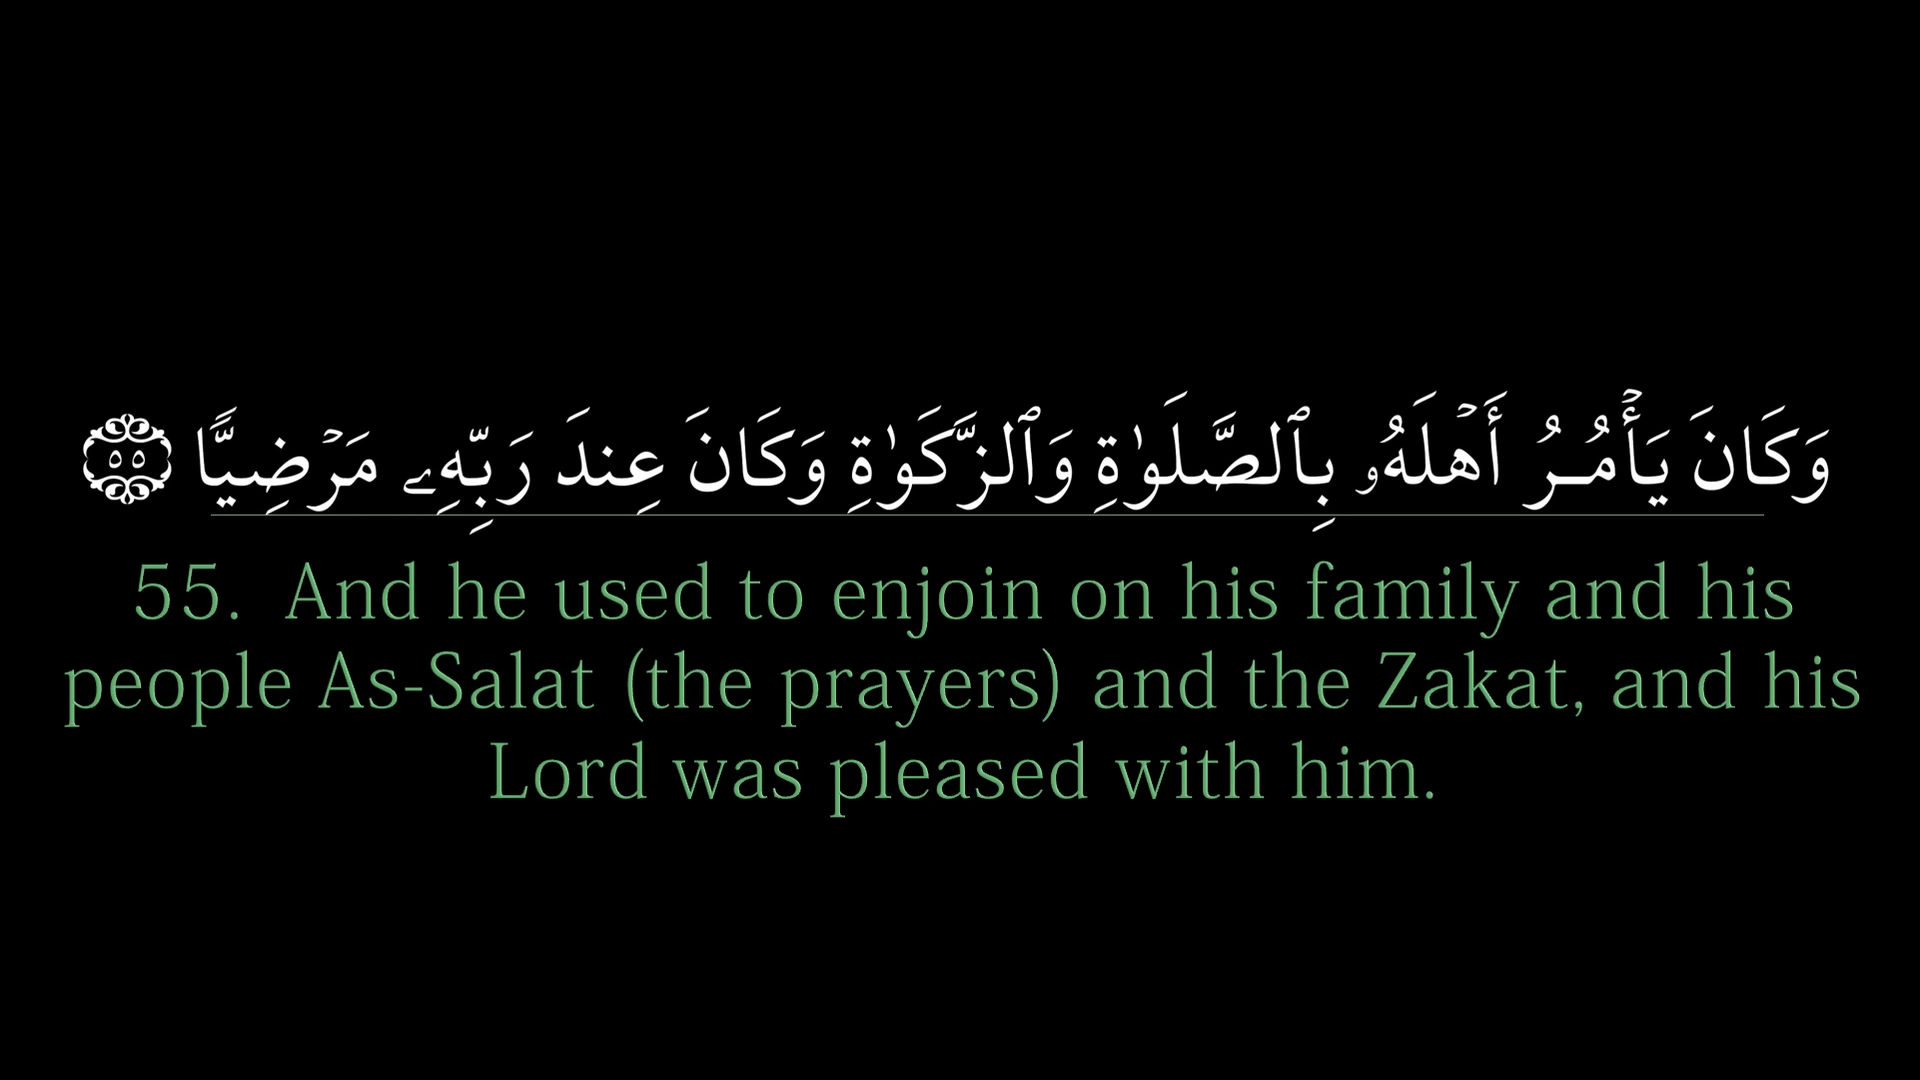 وَكَانَ يَأۡمُرُ أَهۡلَهُۥ بِٱلصَّلَوٰةِ وَٱلزَّكَوٰةِ وَكَانَ عِندَ رَبِّهِۦ مَرۡضِيًّا ٥٥
55. And he used to enjoin on his family and his
people As-Salat (the prayers) and the Zakat, and his
Lord was pleased with him.